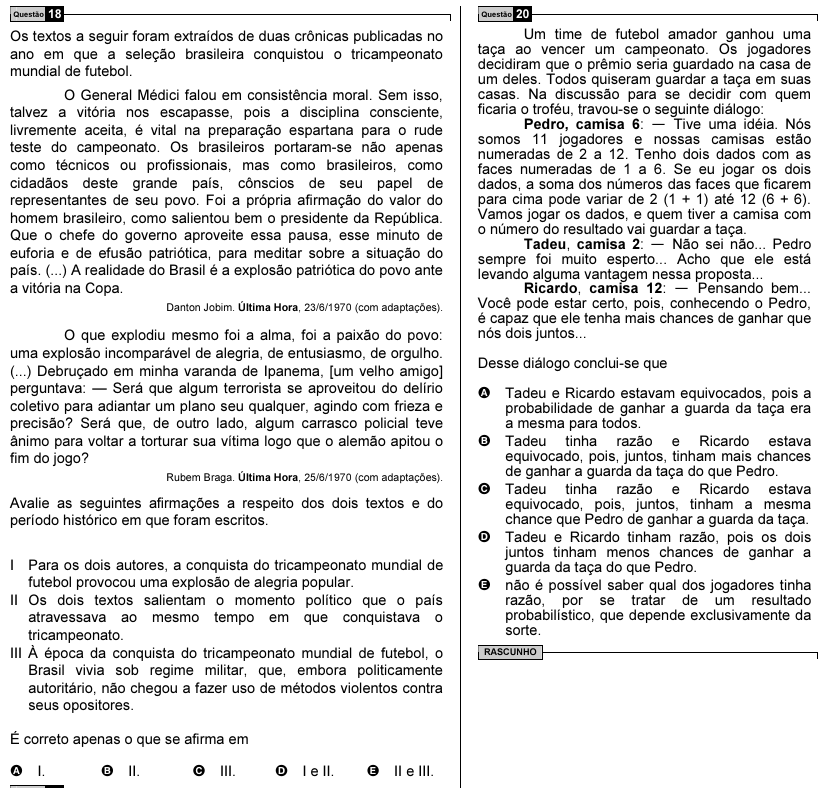 Questão 18
Os textos a seguir foram extraídos de duas crônicas publicadas no
ano em que a seleção brasileira conquistou o tricampeonato
mundial de futebol.
O General Médici falou em consistência moral. Sem isso,
talvez a vitória nos escapasse, pois a disciplina consciente,
livremente aceita, é vital na preparação espartana para o rude
teste do campeonato. Os brasileiros portaram-se não apenas
como técnicos ou profissionais, mas como brasileiros, como
cidadãos deste grande país, cônscios de seu papel de
representantes de seu povo. Foi a própria afirmação do valor do
homem brasileiro, como salientou bem o presidente da República.
Que o chefe do governo aproveite essa pausa, esse minuto de
euforia e de efusão patriótica, para meditar sobre a situação do
país. (...) A realidade do Brasil é a explosão patriótica do povo ante
a vitória na Copa.
Danton Jobim. Última Hora, 23/6/1970 (com adaptações).
O que explodiu mesmo foi a alma, foi a paixão do povo:
uma explosão incomparável de alegria, de entusiasmo, de orgulho.
(...) Debruçado em minha varanda de Ipanema, [um velho amigo]
perguntava: — Será que algum terrorista se aproveitou do delírio
coletivo para adiantar um plano seu qualquer, agindo com frieza e
precisão? Será que, de outro lado, algum carrasco policial teve
ânimo para voltar a torturar sua vítima logo que o alemão apitou o
fim do jogo?
Rubem Braga. Última Hora, 25/6/1970 (com adaptações).
Avalie as seguintes afirmações a respeito dos dois textos e do
período histórico em que foram escritos.
I Para os dois autores, a conquista do tricampeonato mundial de
futebol provocou uma explosão de alegria popular.
II Os dois textos salientam o momento político que o país
atravessava ao mesmo tempo em que conquistava o
tricampeonato.
III À época da conquista do tricampeonato mundial de futebol, o
Brasil vivia sob regime militar, que, embora politicamente
autoritário, não chegou a fazer uso de métodos violentos contra
seus opositores.
É correto apenas o que se afirma em
A I. B II. C III. D I e II. E II e III.
Questão 20
Um time de futebol amador ganhou uma
taça ao vencer um campeonato. Os jogadores
decidiram que o prêmio seria guardado na casa de
um deles. Todos quiseram guardar a taça em suas
casas. Na discussão para se decidir com quem
ficaria o troféu, travou-se o seguinte diálogo:
Pedro, camisa 6: — Tive uma idéia. Nós
somos 11 jogadores e nossas camisas estão
numeradas de 2 a 12. Tenho dois dados com as
faces numeradas de 1 a 6. Se eu jogar os dois
dados, a soma dos números das faces que ficarem
para cima pode variar de 2 (1 + 1) até 12 (6 + 6).
Vamos jogar os dados, e quem tiver a camisa com
o número do resultado vai guardar a taça.
Tadeu, camisa 2: — Não sei não... Pedro
sempre foi muito esperto... Acho que ele está
levando alguma vantagem nessa proposta...
Ricardo, camisa 12: — Pensando bem...
Você pode estar certo, pois, conhecendo o Pedro,
é capaz que ele tenha mais chances de ganhar que
nós dois juntos...
Desse diálogo conclui-se que
A Tadeu e Ricardo estavam equivocados, pois a
probabilidade de ganhar a guarda da taça era
a mesma para todos.
B Tadeu tinha razão e Ricardo estava
equivocado, pois, juntos, tinham mais chances
de ganhar a guarda da taça do que Pedro.
C Tadeu tinha razão e Ricardo estava
equivocado, pois, juntos, tinham a mesma
chance que Pedro de ganhar a guarda da taça.
D Tadeu e Ricardo tinham razão, pois os dois
juntos tinham menos chances de ganhar a
guarda da taça do que Pedro.
E não é possível saber qual dos jogadores tinha
razão, por se tratar de um resultado
probabilístico, que depende exclusivamente da
sorte.
RASCUNHO